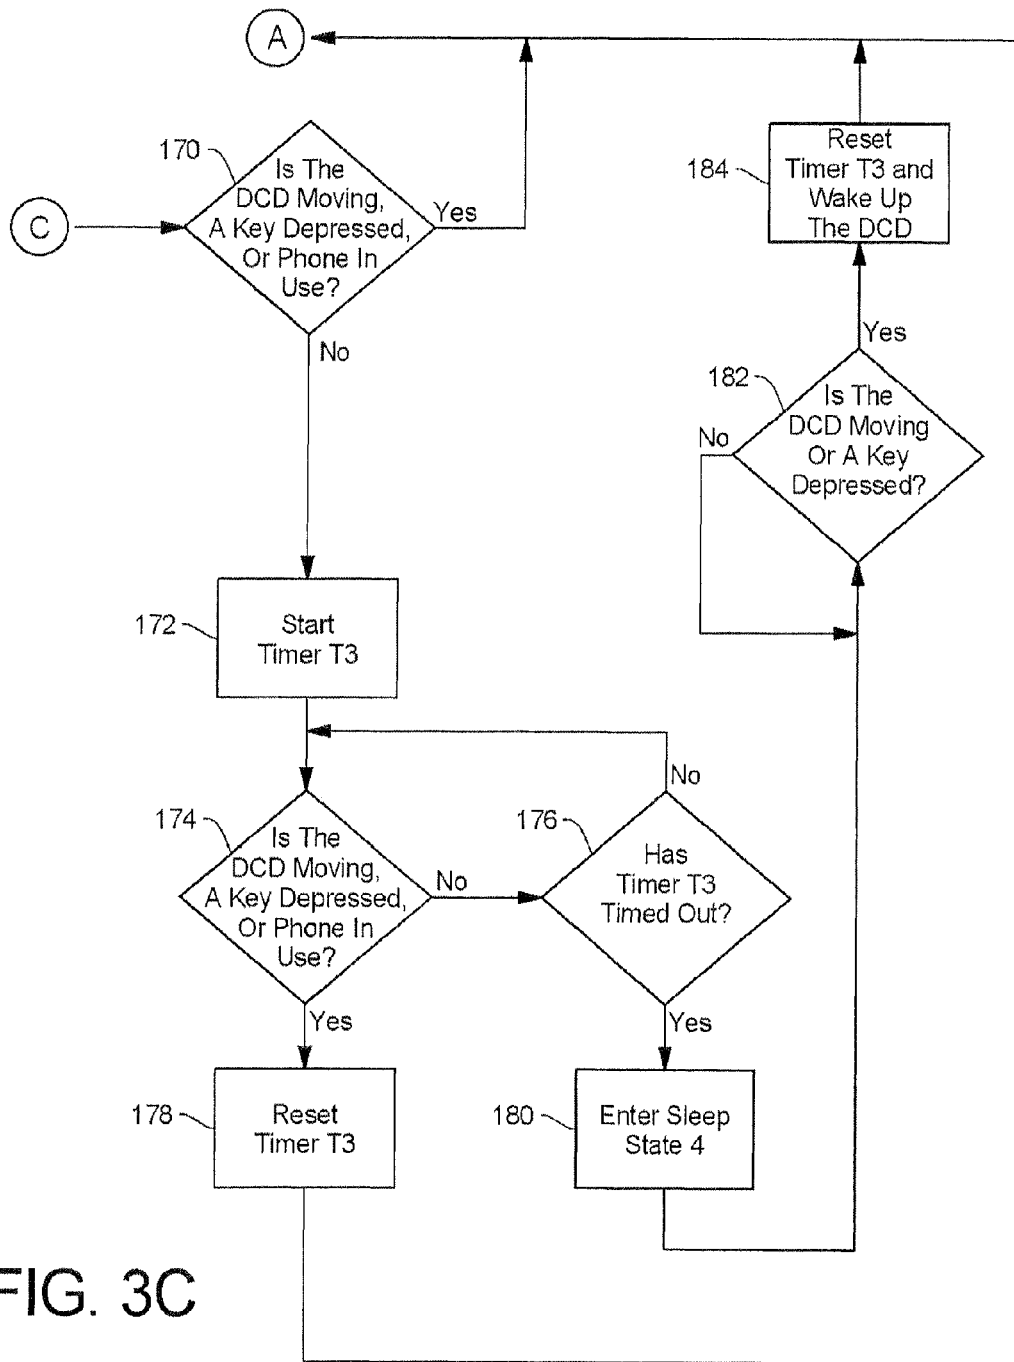 A
170
Is The
DCD Moving,
A Key Depressed,
Or Phone In
Use?
Yes
No
C
184
Reset
Timer T3 and
Wake Up
The DCD
Yes
182
Is The
DCD Moving
Or A Key
Depressed?
No
172
Start
Timer T3
174
Is The
DCD Moving,
A Key Depressed,
Or Phone In
Use?
No
Yes
176
Has
Timer T3
Timed Out?
No
Yes
178
Reset
Timer T3
180
Enter Sleep
State 4
FIG. 3C